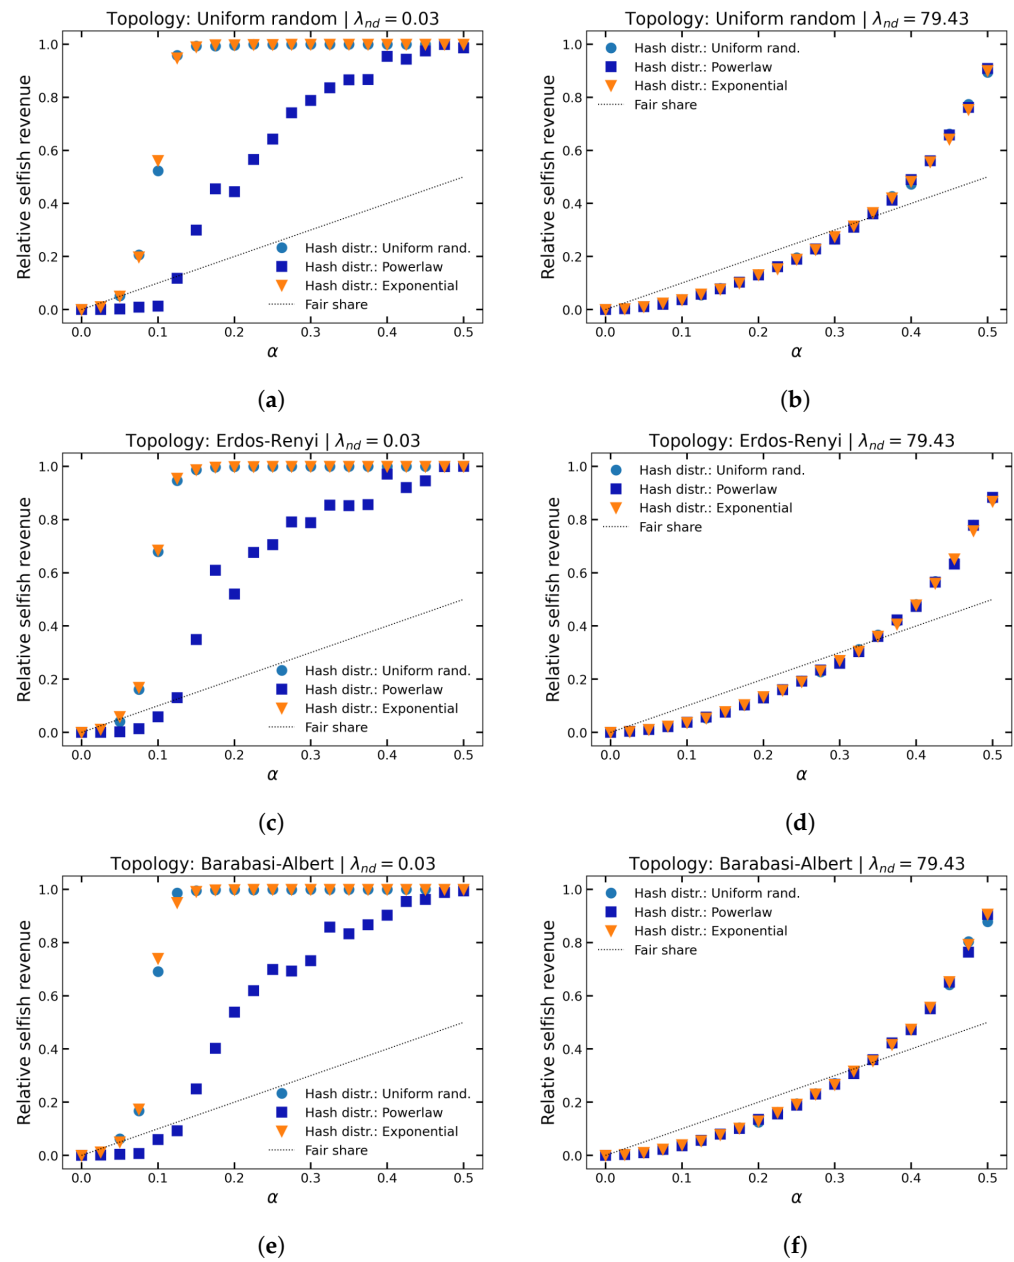 Topology: Uniform random | λnd = 0.03
Relative selfish revenue
1.0
0.8
0.6
0.4
0.2
0.0
Hash distr.: Uniform rand.
Hash distr.: Powerlaw
Hash distr.: Exponential
Fair share
0.0 0.1 0.2 0.3 0.4 0.5
α
(a)
Topology: Uniform random | λnd = 79.43
Relative selfish revenue
1.0
0.8
0.6
0.4
0.2
0.0
Hash distr.: Uniform rand.
Hash distr.: Powerlaw
Hash distr.: Exponential
Fair share
0.0 0.1 0.2 0.3 0.4 0.5
α
(b)
Topology: Erdos-Renyi | λnd = 0.03
Relative selfish revenue
1.0
0.8
0.6
0.4
0.2
0.0
Hash distr.: Uniform rand.
Hash distr.: Powerlaw
Hash distr.: Exponential
Fair share
0.0 0.1 0.2 0.3 0.4 0.5
α
(c)
Topology: Erdos-Renyi | λnd = 79.43
Relative selfish revenue
1.0
0.8
0.6
0.4
0.2
0.0
Hash distr.: Uniform rand.
Hash distr.: Powerlaw
Hash distr.: Exponential
Fair share
0.0 0.1 0.2 0.3 0.4 0.5
α
(d)
Topology: Barabasi-Albert | λnd = 0.03
Relative selfish revenue
1.0
0.8
0.6
0.4
0.2
0.0
Hash distr.: Uniform rand.
Hash distr.: Powerlaw
Hash distr.: Exponential
Fair share
0.0 0.1 0.2 0.3 0.4 0.5
α
(e)
Topology: Barabasi-Albert | λnd = 79.43
Relative selfish revenue
1.0
0.8
0.6
0.4
0.2
0.0
Hash distr.: Uniform rand.
Hash distr.: Powerlaw
Hash distr.: Exponential
Fair share
0.0 0.1 0.2 0.3 0.4 0.5
α
(f)